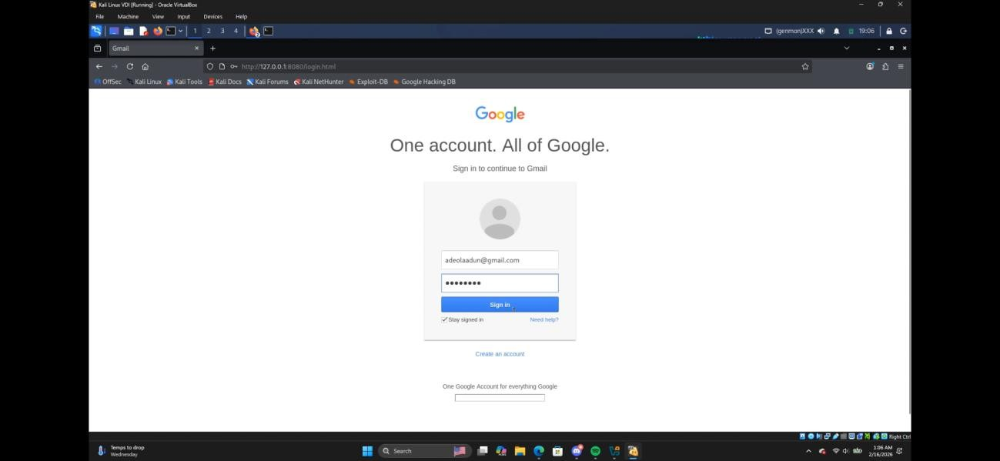 Kali Linux VDI [Running] - Oracle VirtualBox
File Machine View Input Devices Help
1 2 3 4 (genmon)XXX 19:06
Gmail
http://127.0.0.1:8080/login.html
OffSec Kali Linux Kali Tools Kali Docs Kali Forums Kali NetHunter Exploit-DB Google Hacking DB
Google
One account. All of Google.
Sign in to continue to Gmail
adeolaadun@gmail.com
Sign in
Stay signed in Need help?
Create an account
One Google Account for everything Google
Right Ctrl
Temps to drop
Wednesday
Search
1:06 AM
2/16/2026